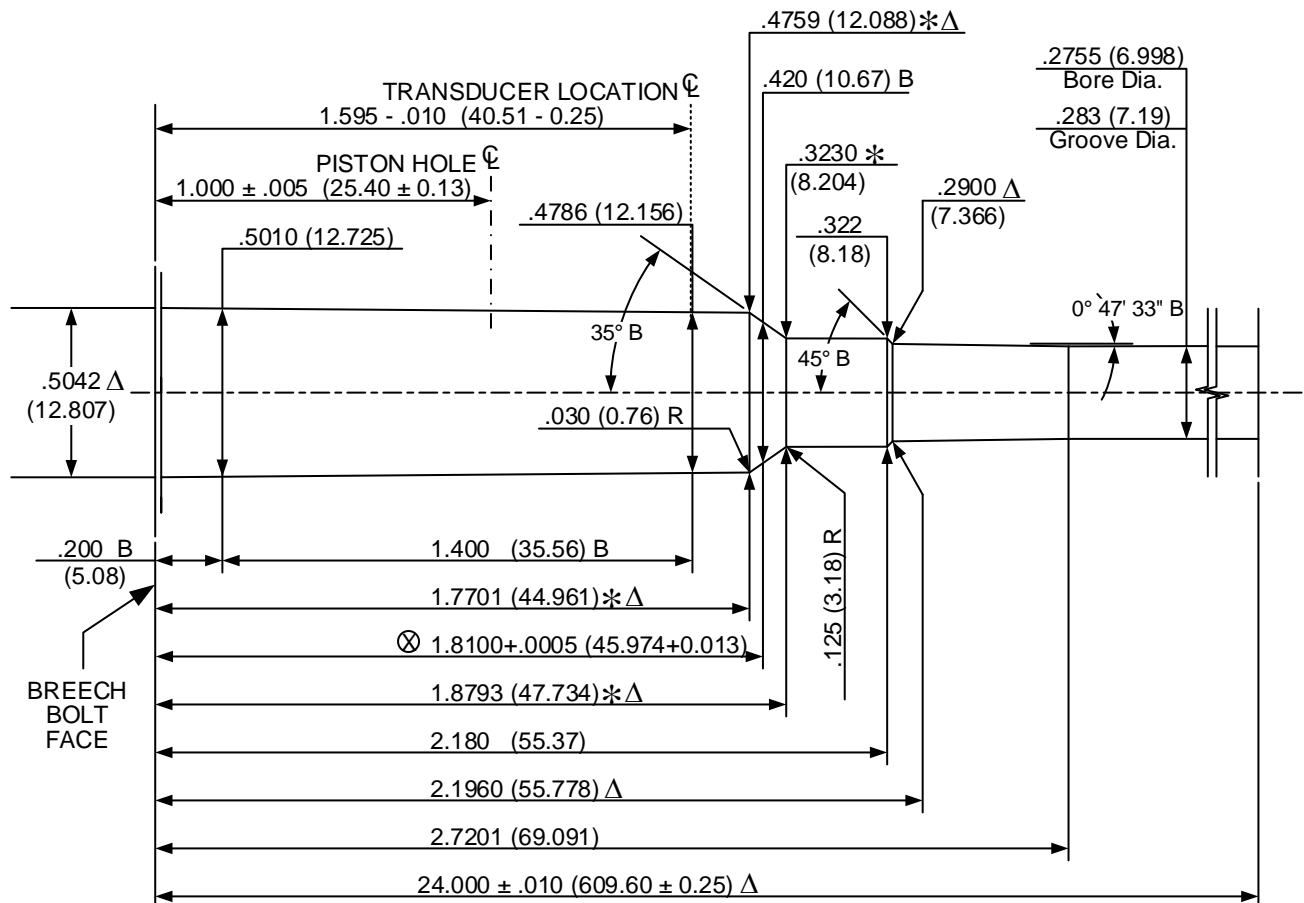 .4759 (12.088)✻Δ
.2755 (6.998)
Bore Dia.
.420 (10.67) B
TRANSDUCER LOCATION ℄
1.595 - .010 (40.51 - 0.25)
.283 (7.19)
Groove Dia.
PISTON HOLE ℄
1.000 ± .005 (25.40 ± 0.13)
.3230 ✻
(8.204)
.2900 Δ
(7.366)
.4786 (12.156)
.5010 (12.725)
.322
(8.18)
0° 47' 33" B
35° B
45° B
.5042 Δ
(12.807)
.030 (0.76) R
.200 B
(5.08)
1.400 (35.56) B
.125 (3.18) R
1.7701 (44.961)✻Δ
⊗ 1.8100+.0005 (45.974+0.013)
BREECH
BOLT
FACE
1.8793 (47.734)✻Δ
2.180 (55.37)
2.1960 (55.778) Δ
2.7201 (69.091)
24.000 ± .010 (609.60 ± 0.25) Δ